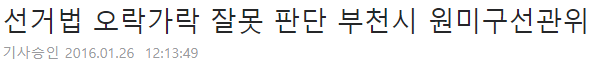 선거법 오락가락 잘못 판단 부천시 원미구선관위
기사승인 2016.01.26 12:13:49